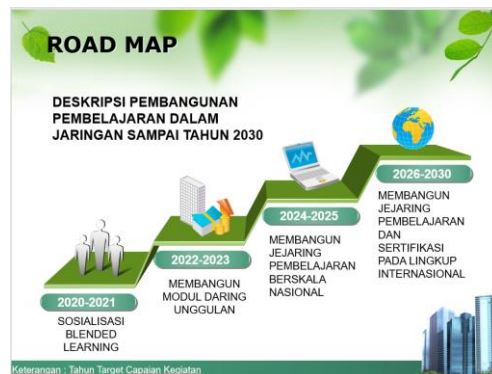 ROAD MAP
DESKRIPSI PEMBANGUNAN
PEMBELAJARAN DALAM
JARINGAN SAMPAI TAHUN 2030
2020-2021
SOSIALISASI
BLENDED
LEARNING
2022-2023
MEMBANGUN
MODUL DARING
UNGGULAN
2024-2025
MEMBANGUN
JEJARING
PEMBELAJARAN
BERSKALA
NASIONAL
2026-2030
MEMBANGUN
JEJARING
PEMBELAJARAN
DAN
SERTIFIKASI
PADA LINGKUP
INTERNASIONAL
Keterangan : Tahun Target Capaian Kegiatan